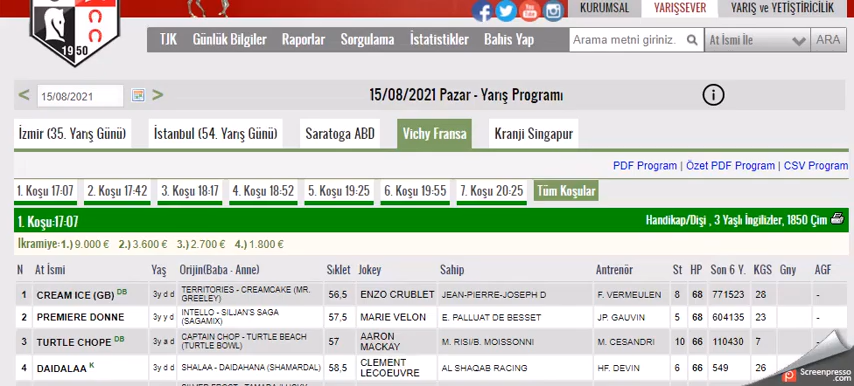 KURUMSAL YARIŞSEVER YARIŞ ve YETİŞTİRİCİLİK
1950
TJK Günlük Bilgiler Raporlar Sorgulama İstatistikler Bahis Yap Arama metni giriniz. At İsmi İle ARA
< 15/08/2021 > 15/08/2021 Pazar - Yarış Programı
İzmir (35. Yarış Günü) İstanbul (54. Yarış Günü) Saratoga ABD Vichy Fransa Kranji Singapur
PDF Program | Özet PDF Program | CSV Program
1. Koşu 17:07 2. Koşu 17:42 3. Koşu 18:17 4. Koşu 18:52 5. Koşu 19:25 6. Koşu 19:55 7. Koşu 20:25 Tüm Koşular
1. Koşu:17:07 Handikap/Dişi , 3 Yaşlı İngilizler, 1850 Çim
İkramiye: 1.) 9.000 € 2.) 3.600 € 3.) 2.700 € 4.) 1.800 €
N At İsmi Yaş Orijin(Baba - Anne) Sıklet Jokey Sahip Antrenör St HP Son 6 Y. KGS Gny AGF
1 CREAM ICE (GB) DB 3y d d TERRITORIES - CREAMCAKE (MR. GREELEY) 56,5 ENZO CRUBLET JEAN-PIERRE-JOSEPH D F. VERMEULEN 8 68 771523 28 -
2 PREMIERE DONNE 3y y d INTELLO - SILJAN'S SAGA (SAGAMIX) 57,5 MARIE VELON E. PALLUAT DE BESSET JP. GAUVIN 5 68 604135 23 -
3 TURTLE CHOPE DB 3y a d CAPTAIN CHOP - TURTLE BEACH (TURTLE BOWL) 57 AARON MACKAY M. RISI/B. MOISSONNI M. CESANDRI 10 66 110430 7 -
4 DAIDALAA K 3y d d SHALAA - DAIDAHANA (SHAMARDAL) 58,5 CLEMENT LECOEUVRE AL SHAQAB RACING HF. DEVIN 6 66 549 26
Screenpresso
.com